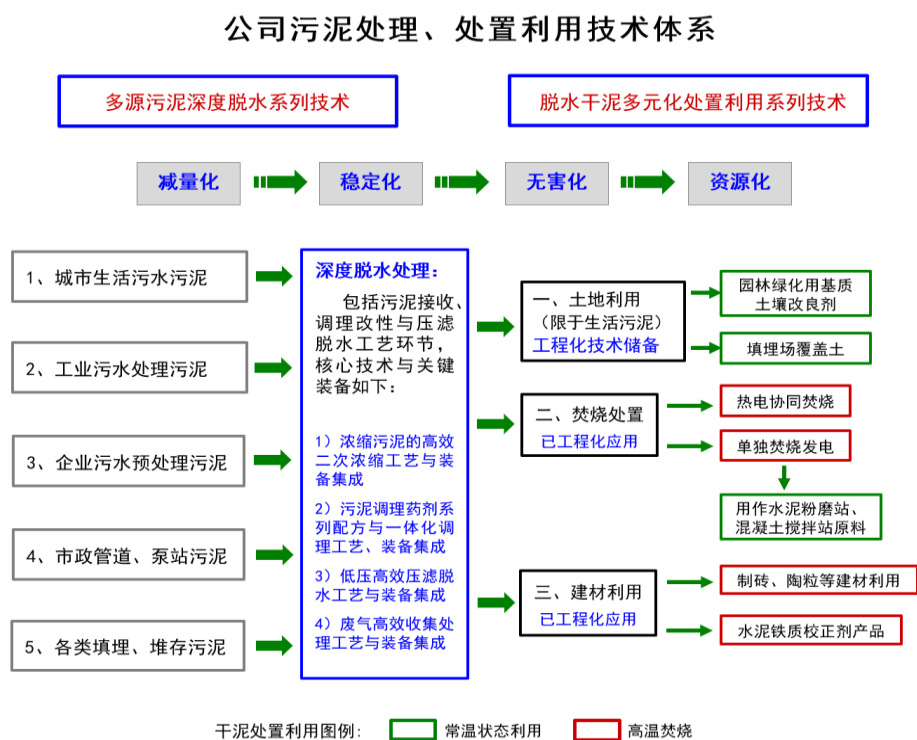 公司污泥处理、处置利用技术体系
多源污泥深度脱水系列技术
脱水干泥多元化处置利用系列技术
减量化
稳定化
无害化
资源化
1、城市生活污水污泥
2、工业污水处理污泥
3、企业污水预处理污泥
4、市政管道、泵站污泥
5、各类填埋、堆存污泥
深度脱水处理：
包括污泥接收、
调理改性与压滤
脱水工艺环节，
核心技术与关键
装备如下：
1）浓缩污泥的高效
二次浓缩工艺与装
备集成
2）污泥调理药剂系
列配方与一体化调
理工艺、装备集成
3）低压高效压滤脱
水工艺与装备集成
4）废气高效收集处
理工艺与装备集成
一、土地利用
（限于生活污泥）
工程化技术储备
园林绿化用基质
土壤改良剂
填埋场覆盖土
二、焚烧处置
已工程化应用
热电协同焚烧
单独焚烧发电
用作水泥粉磨站、
混凝土搅拌站原料
三、建材利用
已工程化应用
制砖、陶粒等建材利用
水泥铁质校正剂产品
干泥处置利用图例：
常温状态利用
高温焚烧